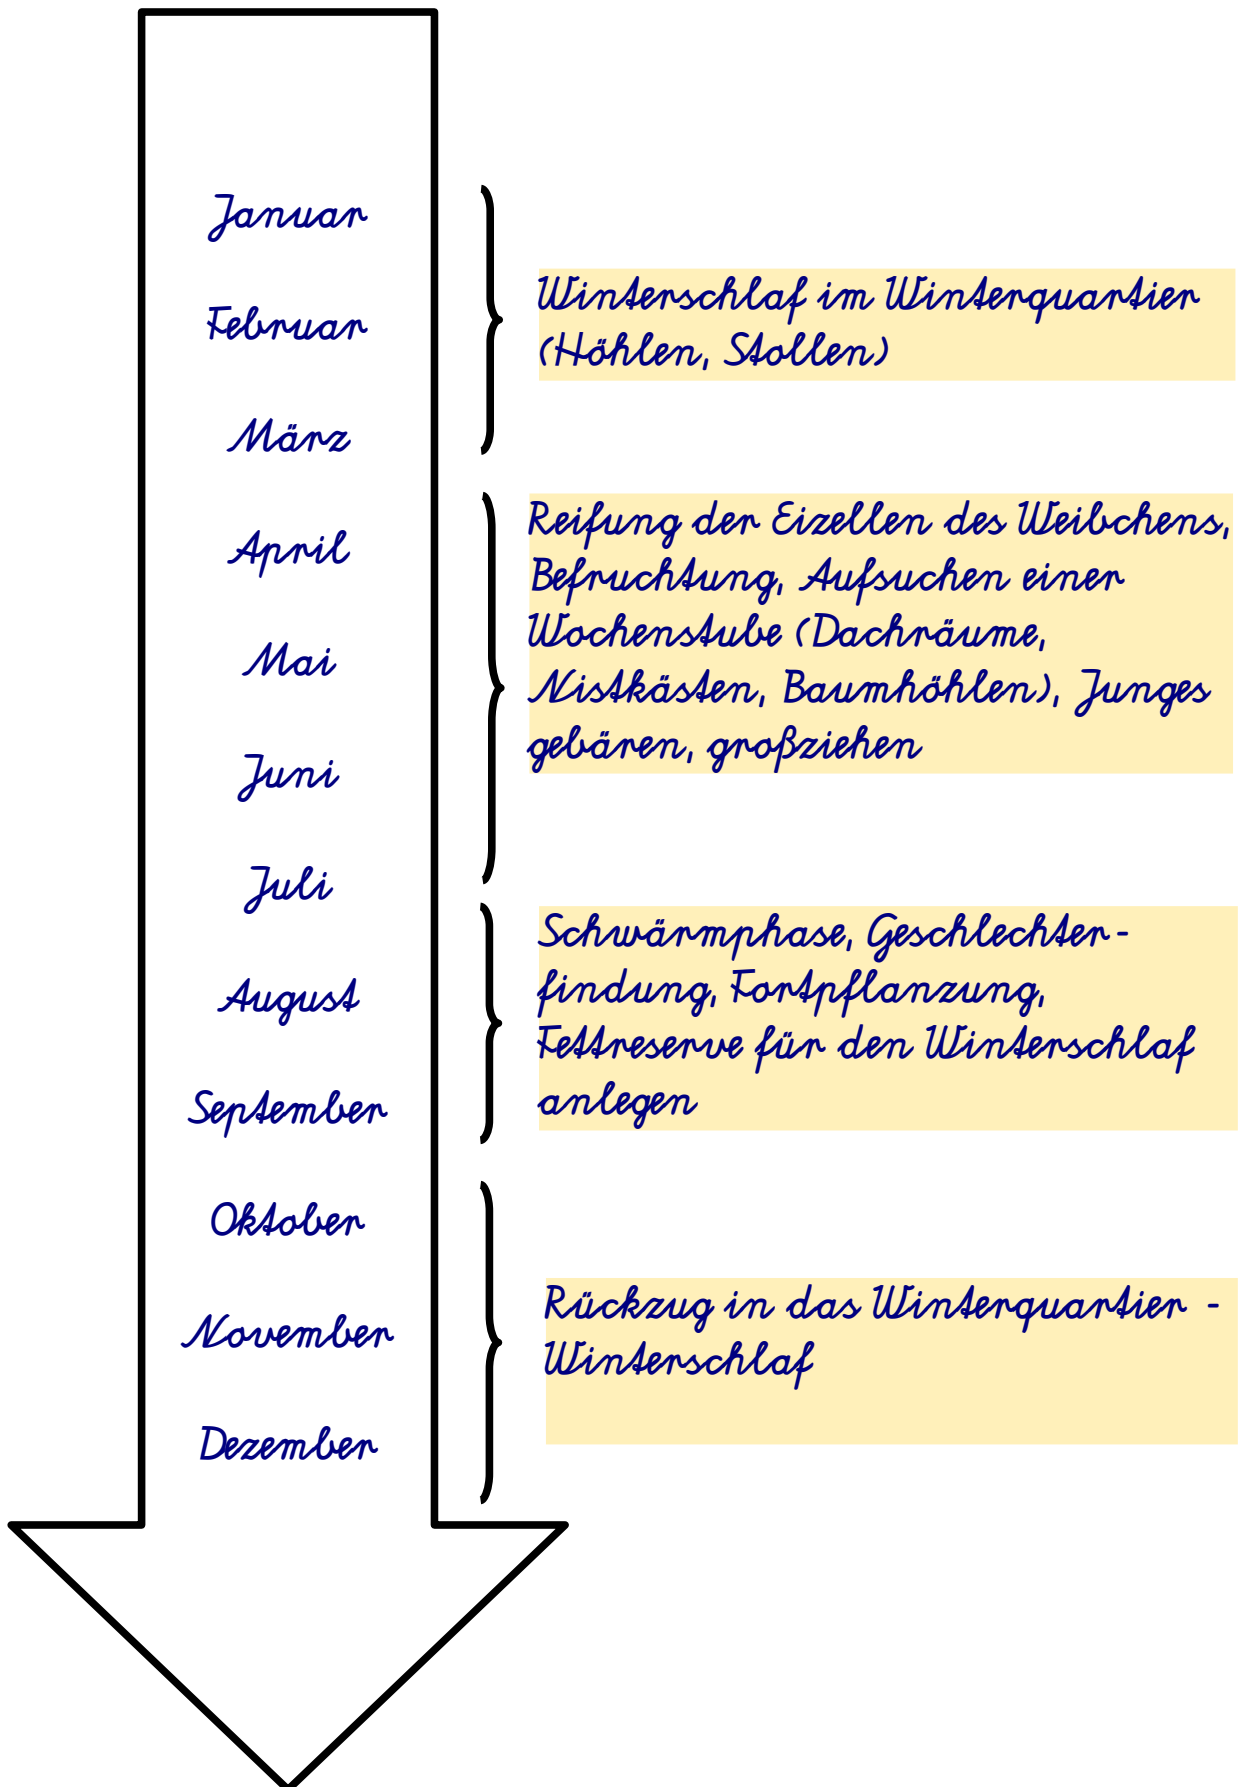 Januar
Februar
März
April
Mai
Juni
Juli
August
September
Oktober
November
Dezember
Winterschlaf im Winterquartier
(Höhlen, Stollen)
Reifung der Eizellen des Weibchens,
Befruchtung, Aufsuchen einer
Wochenstube (Dachräume,
Nistkästen, Baumhöhlen), Junges
gebären, großziehen
Schwärmphase, Geschlechter-
findung, Fortpflanzung,
Fettreserve für den Winterschlaf
anlegen
Rückzug in das Winterquartier -
Winterschlaf